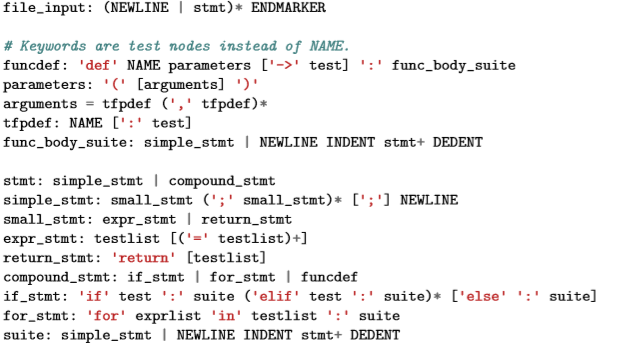 file_input: (NEWLINE | stmt)* ENDMARKER
# Keywords are test nodes instead of NAME.
funcdef: 'def' NAME parameters ['->' test] ':' func_body_suite
parameters: '(' [arguments] ')'
arguments = tfpdef (',' tfpdef)*
tfpdef: NAME [':' test]
func_body_suite: simple_stmt | NEWLINE INDENT stmt+ DEDENT
stmt: simple_stmt | compound_stmt
simple_stmt: small_stmt (';' small_stmt)* [';'] NEWLINE
small_stmt: expr_stmt | return_stmt
expr_stmt: testlist [('=' testlist)+]
return_stmt: 'return' [testlist]
compound_stmt: if_stmt | for_stmt | funcdef
if_stmt: 'if' test ':' suite ('elif' test ':' suite)* ['else' ':' suite]
for_stmt: 'for' exprlist 'in' testlist ':' suite
suite: simple_stmt | NEWLINE INDENT stmt+ DEDENT